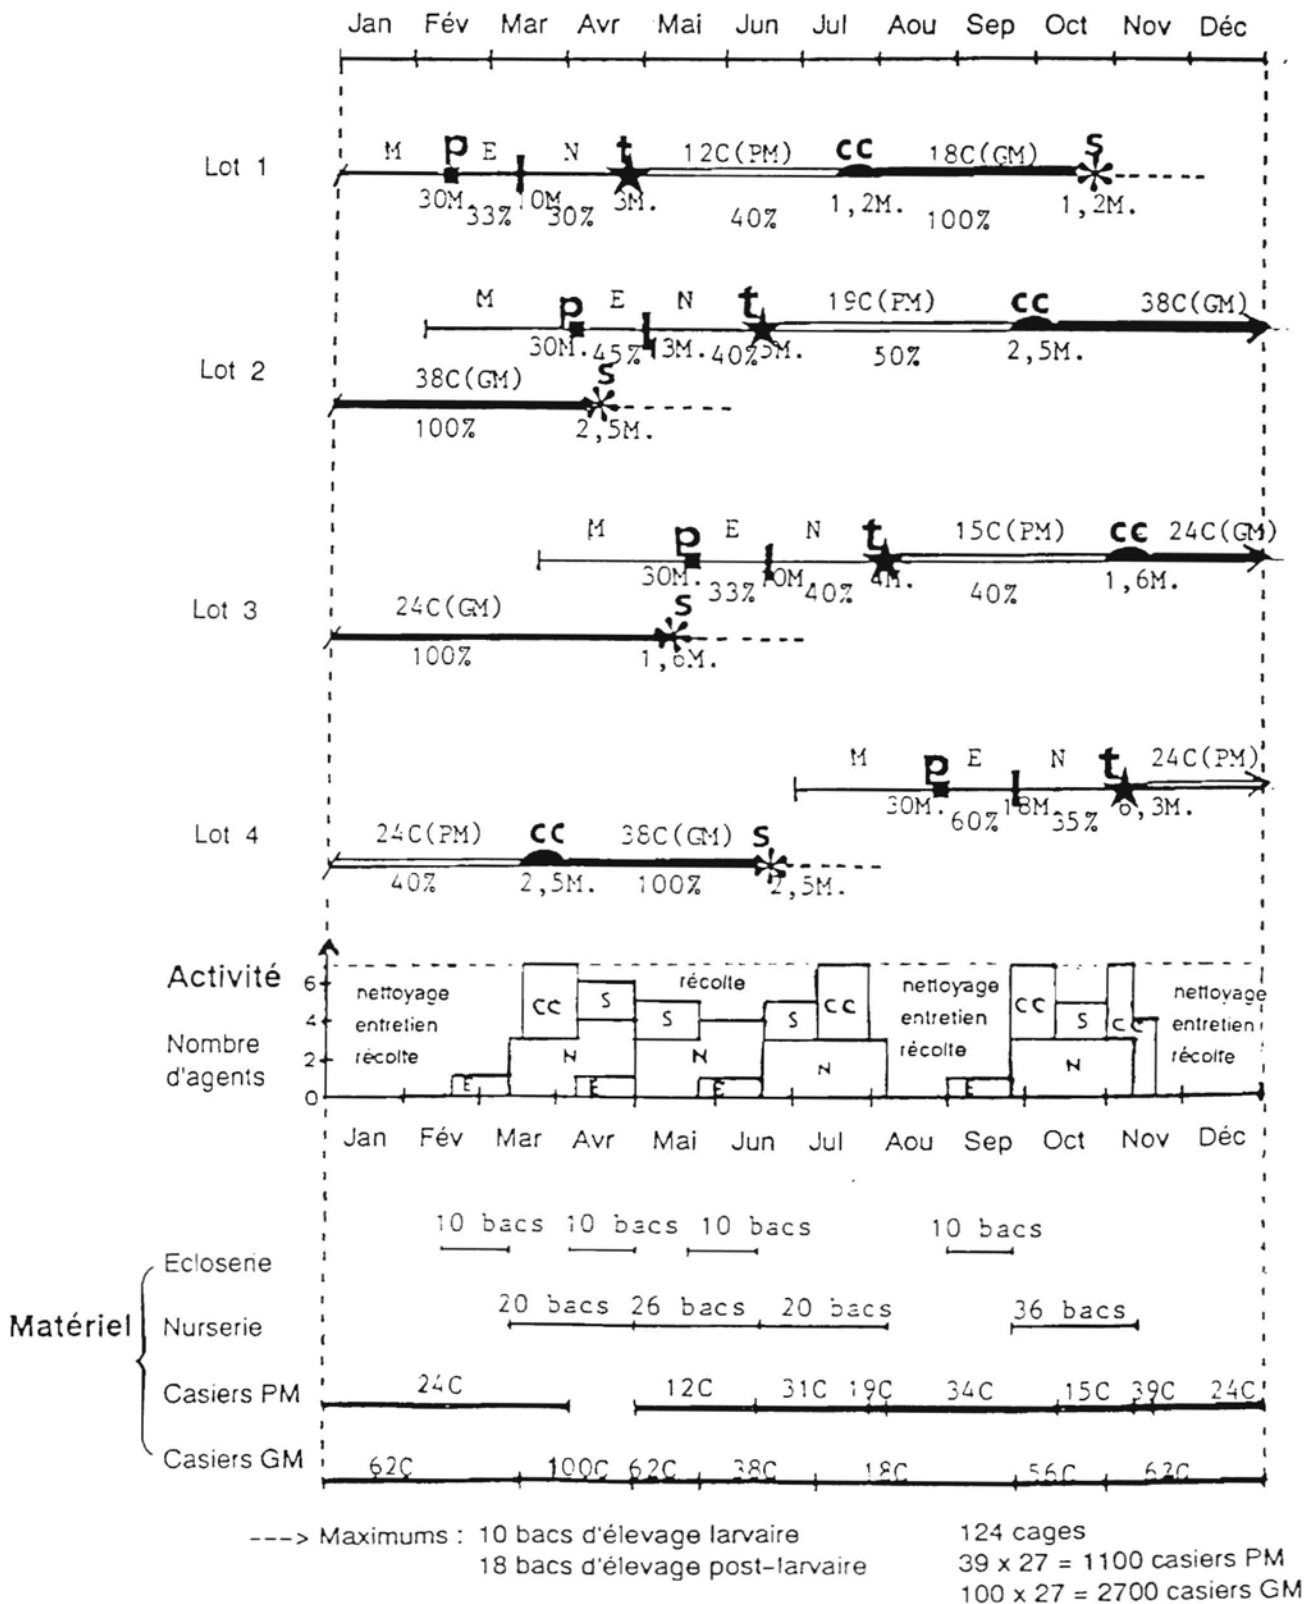 Jan Fév Mar Avr Mai Jun Jul Aou Sep Oct Nov Déc
M p E N t 12C(PM) cc 18C(GM) s
Lot 1
30M. 33% 10M. 30% 3M. 40% 1,2M. 100% 1,2M.
M p E N t 19C(PM) cc 38C(GM)
30M. 45% 13M. 40% 5M. 50% 2,5M.
Lot 2
38C(GM) s
100% 2,5M.
M p E N t 15C(PM) cc 24C(GM)
30M. 33% 10M. 40% 4M. 40% 1,6M.
Lot 3
24C(GM) s
100% 1,6M.
M p E N t 24C(PM)
30M. 60% 18M. 35% 6,3M.
Lot 4
24C(PM) cc 38C(GM) s
40% 2,5M. 100% 2,5M.
Activité
Nombre
d'agents
6
4
2
0
nettoyage
entretien
récolte
E
CC
N
S
E
récolte
S
N
E
S
CC
N
nettoyage
entretien
récolte
E
CC
N
S
CC
nettoyage
entretien
récolte
Jan Fév Mar Avr Mai Jun Jul Aou Sep Oct Nov Déc
Matériel
Ecloserie 10 bacs 10 bacs 10 bacs 10 bacs
Nurserie 20 bacs 26 bacs 20 bacs 36 bacs
Casiers PM 24C 12C 31C 19C 34C 15C 39C 24C
Casiers GM 62C 100C 62C 38C 18C 56C 62C
---> Maximums : 10 bacs d'élevage larvaire
18 bacs d'élevage post-larvaire
124 cages
39 x 27 = 1100 casiers PM
100 x 27 = 2700 casiers GM